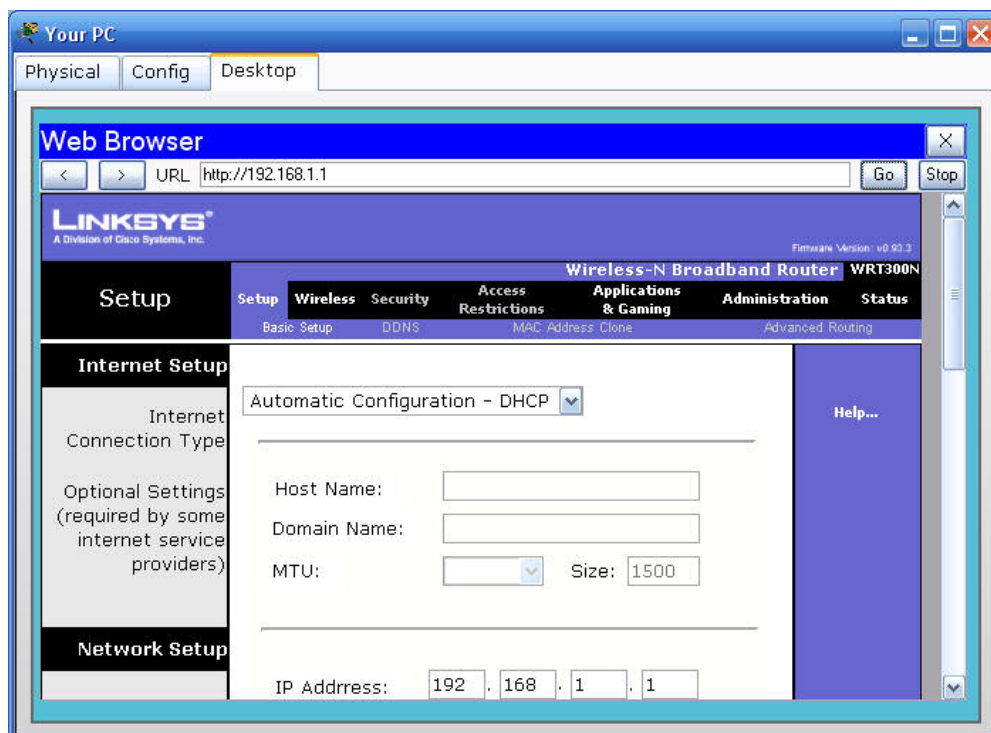 Your PC
Physical Config Desktop
Web Browser
X
< > URL http://192.168.1.1 Go Stop
LINKSYS®
A Division of Cisco Systems, Inc.
Firmware Version: v0.93.3
Wireless-N Broadband Router WRT300N
Setup
Setup Wireless Security Access Restrictions Applications & Gaming Administration Status
Basic Setup DDNS MAC Address Clone Advanced Routing
Internet Setup
Automatic Configuration - DHCP
Help...
Internet
Connection Type
Optional Settings
(required by some
internet service
providers)
Host Name:
Domain Name:
MTU: Size: 1500
Network Setup
IP Addrress: 192 . 168 . 1 . 1